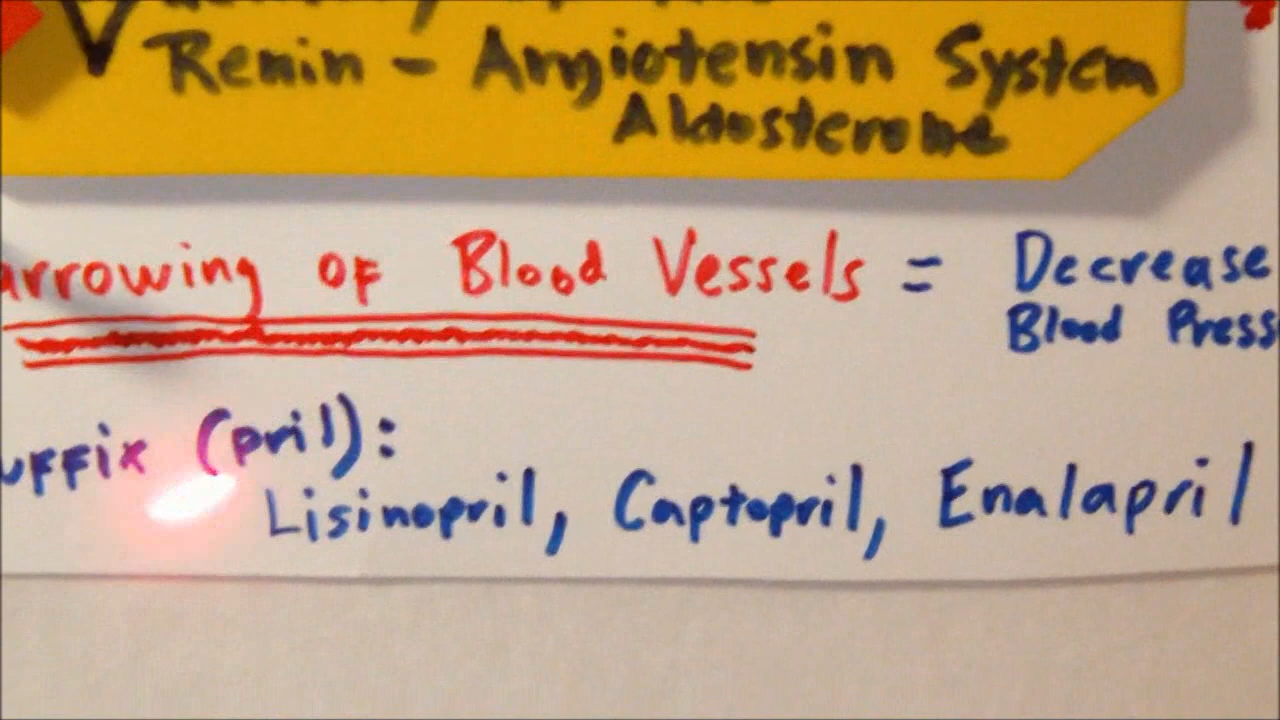 Renin - Angiotensin System
Aldosterone
arrowing of Blood Vessels = Decrease
Blood Press
uffix (pril):
Lisinopril, Captopril, Enalapril